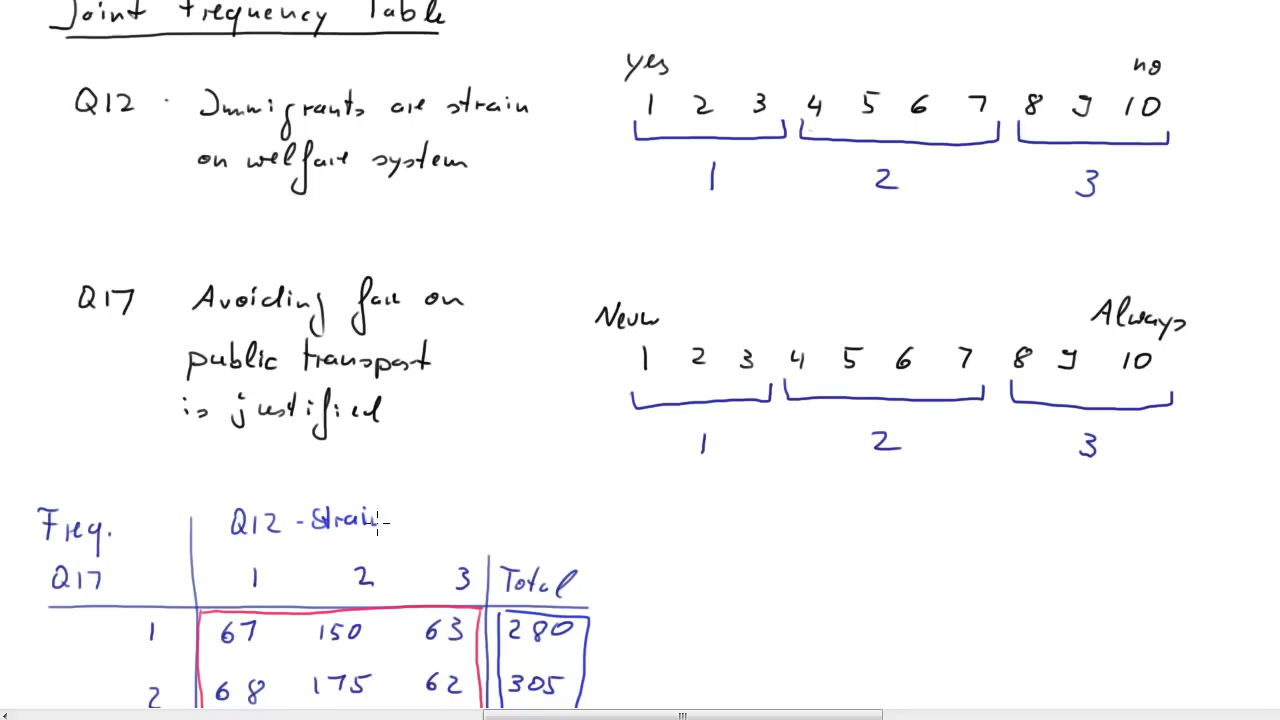 Joint Frequency Table
yes no
Q12 Immigrants are strain 1 2 3 4 5 6 7 8 9 10
on welfare system
1 2 3
Never Always
Q17 Avoiding fare on
public transport 1 2 3 4 5 6 7 8 9 10
is justified
1 2 3
Freq. Q12 - Strain
Q17 1 2 3 Total
1 67 150 63 280
2 68 175 62 305